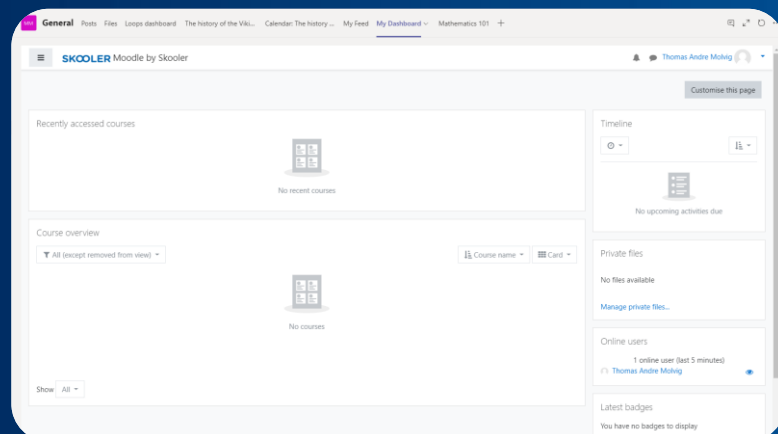 General Posts Files Loops dashboard The history of the Viki... Calendar: The history ... My Feed My Dashboard Mathematics 101
SKOOLER Moodle by Skooler
Thomas Andre Molvig
Customise this page
Recently accessed courses
No recent courses
Course overview
All (except removed from view)
Course name
Card
No courses
Show All
Timeline
No upcoming activities due
Private files
No files available
Manage private files...
Online users
1 online user (last 5 minutes)
Thomas Andre Molvig
Latest badges
You have no badges to display